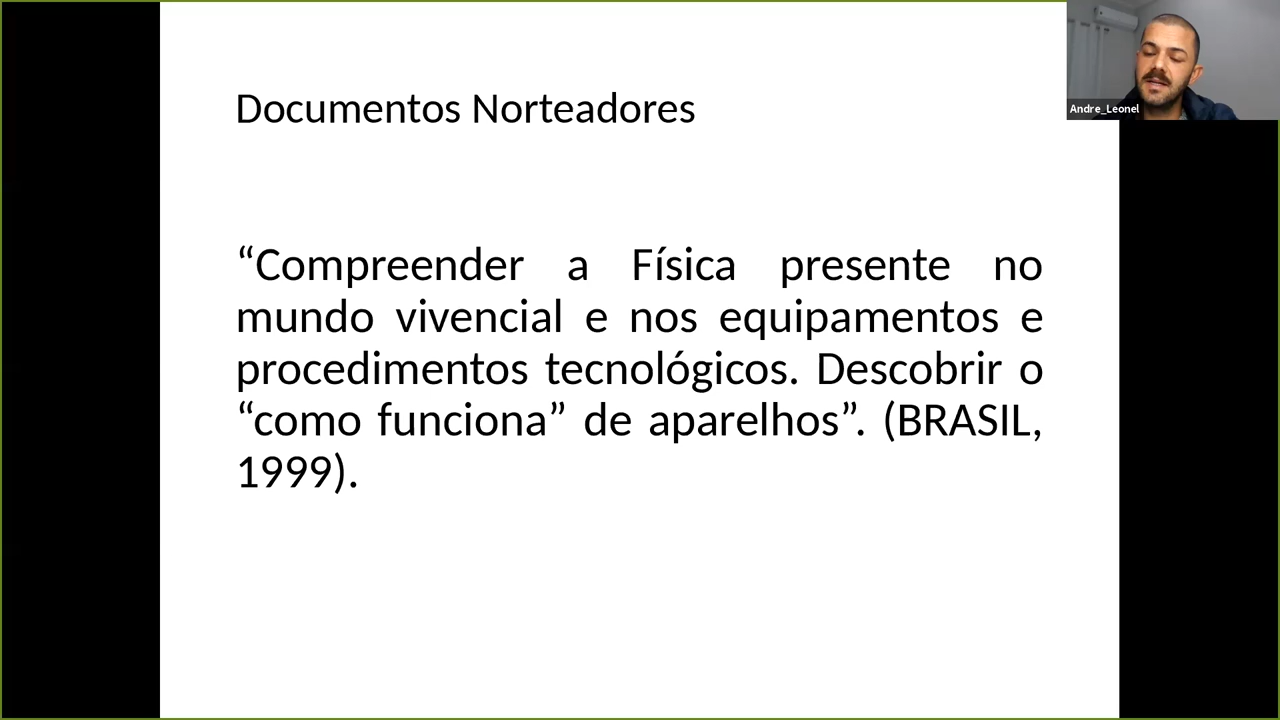 Documentos Norteadores
Andre_Leonel
“Compreender a Física presente no
mundo vivencial e nos equipamentos e
procedimentos tecnológicos. Descobrir o
“como funciona” de aparelhos”. (BRASIL,
1999).